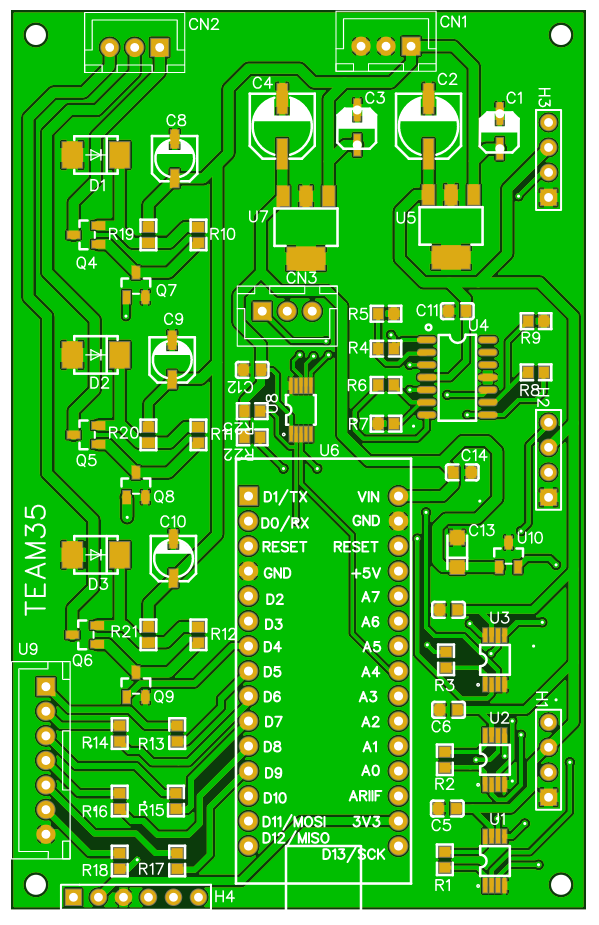 CN2
CN1
C4
C2
C3
C1
H3
C8
D1
U7
U5
R19
R10
Q4
Q7
CN3
R5
C11
U4
R9
C9
R4
D2
C12
U8
R6
R8
H2
R7
R20
R11
R23
R22
U6
Q5
Q8
C14
D1/TX
VIN
TEAM35
C10
D0/RX
GND
C13
U10
RESET
RESET
D3
GND
+5V
D2
A7
D3
A6
U3
R21
R12
D4
A5
Q6
U9
D5
A4
R3
Q9
D6
A3
H1
D7
A2
C6
U2
R14
R13
D8
A1
D9
A0
R2
R16
R15
D10
ARIIF
D11/MOSI
3V3
C5
U1
D12/MISO
D13/SCK
R18
R17
R1
H4